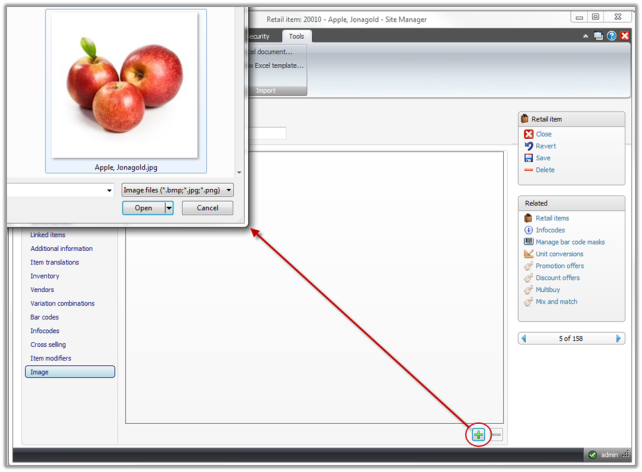 Retail item: 20010 - Apple, Jonagold - Site Manager
ecurity
Tools
cel document...
w Excel template...
Import
Apple, Jonagold.jpg
Image files (*.bmp;*.jpg;*.png)
Open
Cancel
Linked items
Additional information
Item translations
Inventory
Vendors
Variation combinations
Bar codes
Infocodes
Cross selling
Item modifiers
Image
Retail item
Close
Revert
Save
Delete
Related
Retail items
Infocodes
Manage bar code masks
Unit conversions
Promotion offers
Discount offers
Multibuy
Mix and match
5 of 158
admin